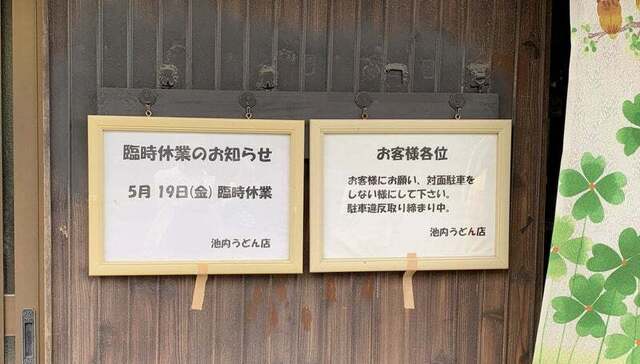 臨時休業のお知らせ
5月 19日(金) 臨時休業
池内うどん店
お客様各位
お客様にお願い、対面駐車を
しない様にして下さい。
駐車違反取り締まり中。
池内うどん店